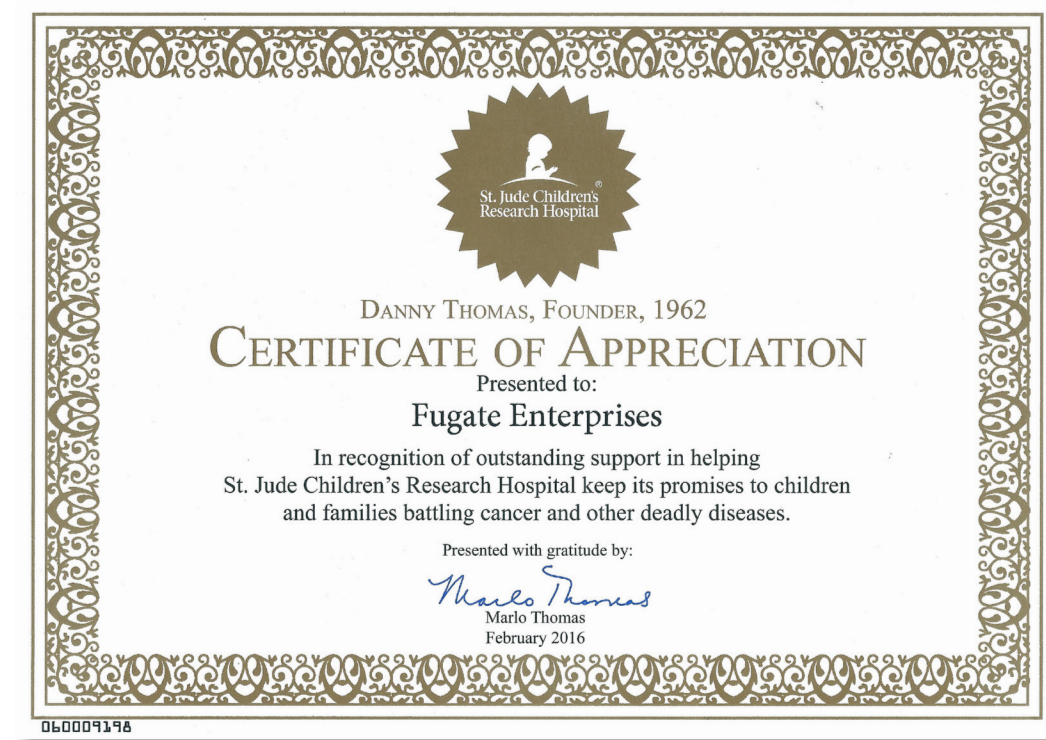 St. Jude Children's
Research Hospital
®
DANNY THOMAS, FOUNDER, 1962
CERTIFICATE OF APPRECIATION
Presented to:
Fugate Enterprises
In recognition of outstanding support in helping
St. Jude Children’s Research Hospital keep its promises to children
and families battling cancer and other deadly diseases.
Presented with gratitude by:
Marlo Thomas
Marlo Thomas
February 2016
060009198